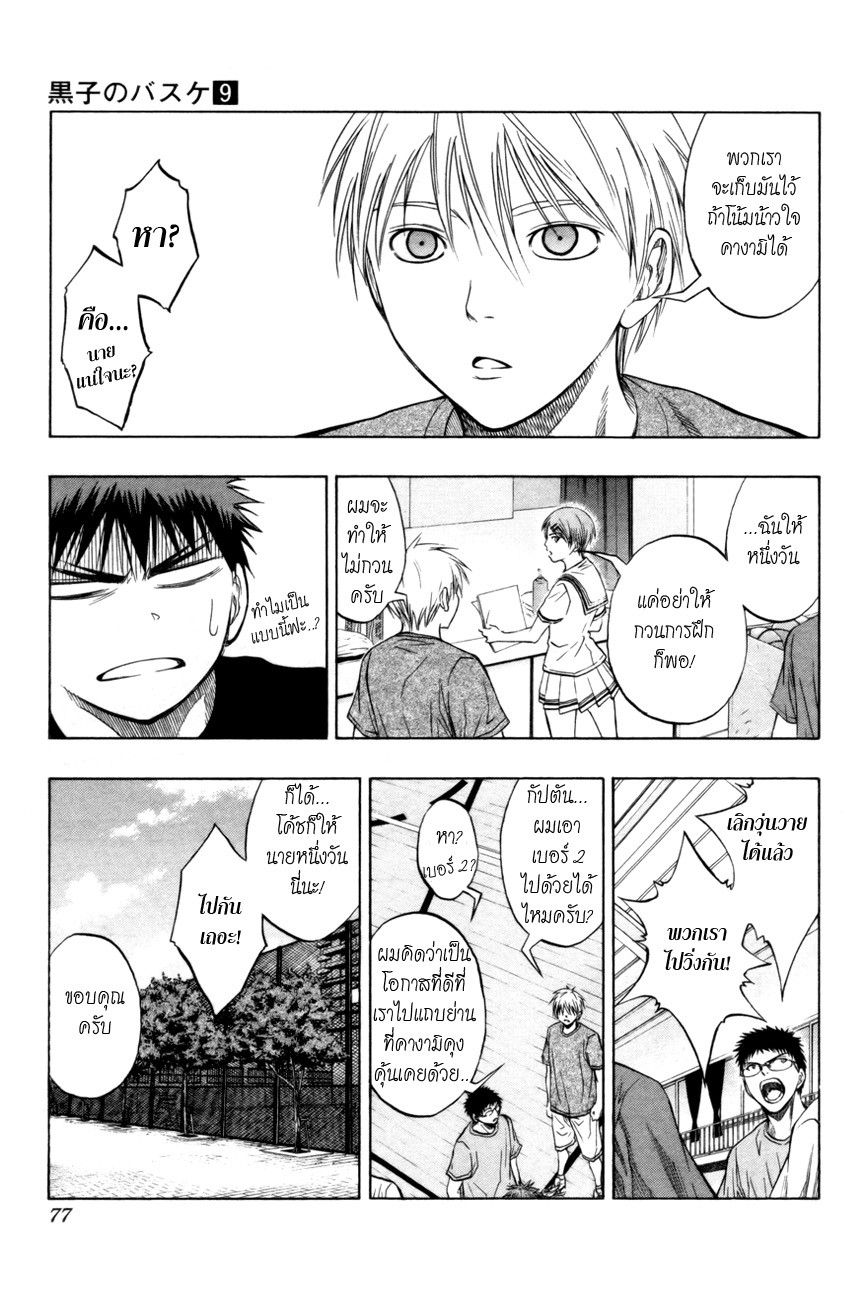 黒子のバスケ 9
พวกเรา
จะเก็บมันไว้
ถ้าโน้มน้าวใจ
คางามิได้
หา?
คือ...
นาย
แน่ใจนะ?
...ฉันให้
หนึ่งวัน
แค่อย่าให้
กวนการฝึก
ก็พอ!
ผมจะ
ทำให้
ไม่กวน
ครับ
ทำไมเป็น
แบบนี้ฟะ..?
เลิกวุ่นวาย
ได้แล้ว
พวกเรา
ไปวิ่งกัน!
กัปตัน...
ผมเอา
เบอร์ 2
ไปด้วยได้
ไหมครับ?
หา?
เบอร์ 2?
ผมคิดว่าเป็น
โอกาสที่ดีที่
เราไปแถบย่าน
ที่คางามิคุง
คุ้นเคยด้วย..
ก็ได้...
โค้ชก็ให้
นายหนึ่งวัน
นี่นะ!
ไปกัน
เถอะ!
ขอบคุณ
ครับ
77